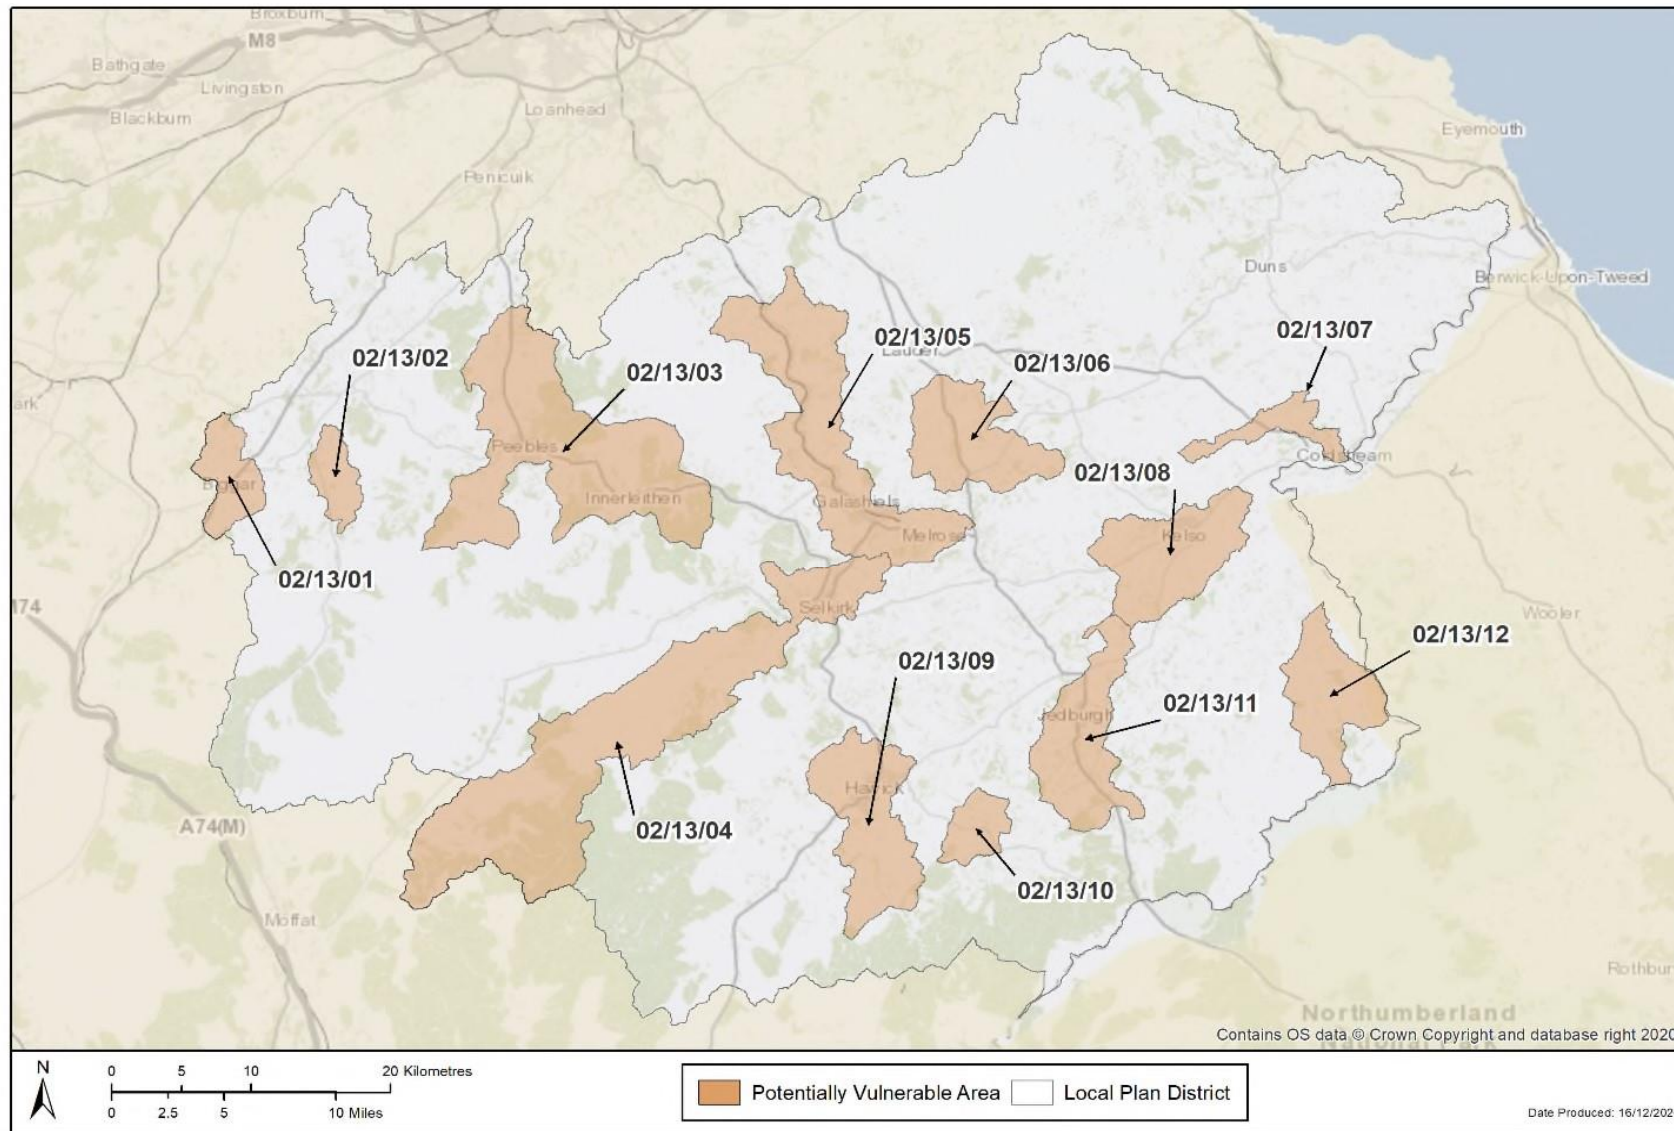 Broxburn
M8
Bathgate
Livingston
Blackburn
Loanhead
Eyemouth
Penicuik
Duns
Berwick-Upon-Tweed
02/13/07
02/13/05
Lauder
02/13/02
02/13/06
02/13/03
ark
Peebles
Coldstream
02/13/08
Biggar
Innerleithen
Galashiels
Melrose
Kelso
02/13/01
M74
Selkirk
Wooler
02/13/12
02/13/09
02/13/11
Jedburgh
Hawick
A74(M)
02/13/04
02/13/10
Moffat
Rothbur
Northumberland
Contains OS data © Crown Copyright and database right 2020
National Park
N
0 5 10 20 Kilometres
0 2.5 5 10 Miles
Potentially Vulnerable Area
Local Plan District
Date Produced: 16/12/202